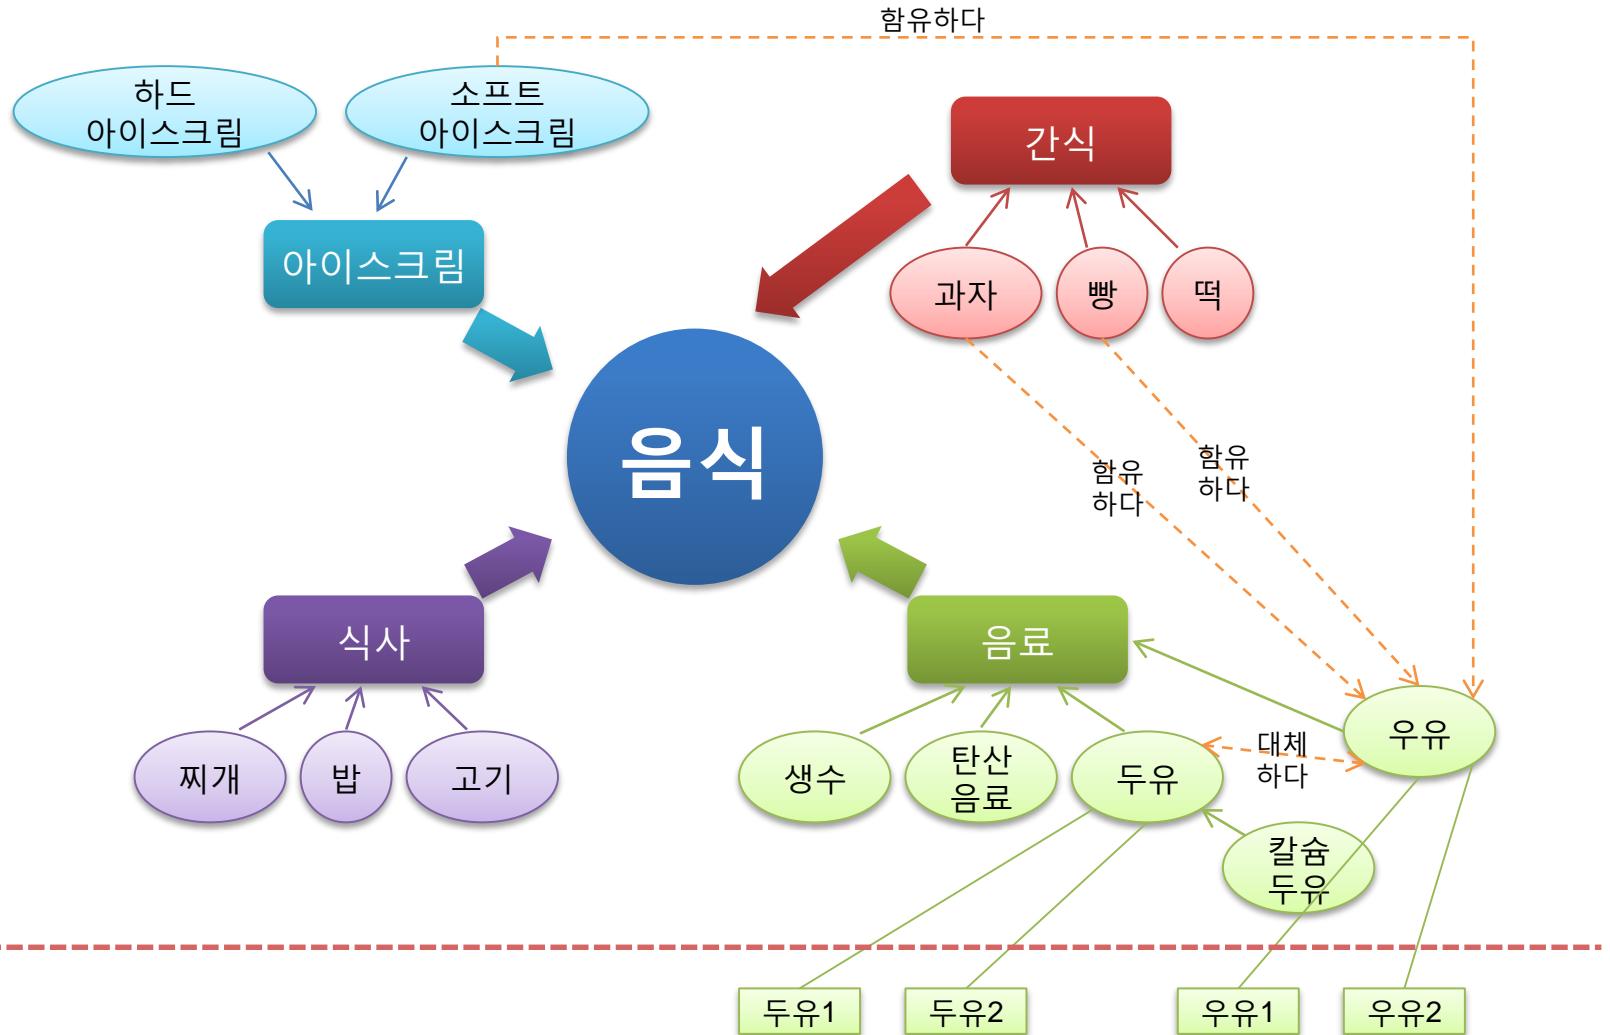 함유하다
하드
아이스크림
소프트
아이스크림
간식
아이스크림
과자
빵
떡
음식
함유
하다
함유
하다
식사
음료
찌개
밥
고기
생수
탄산
음료
두유
대체
하다
우유
칼슘
두유
두유1
두유2
우유1
우유2